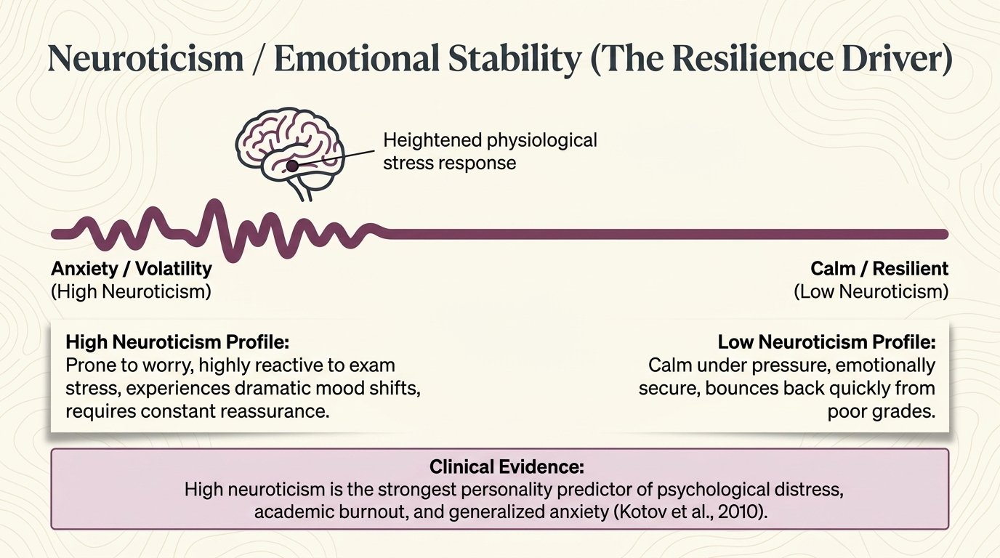 Neuroticism / Emotional Stability (The Resilience Driver)
Heightened physiological
stress response
Anxiety / Volatility
(High Neuroticism)
Calm / Resilient
(Low Neuroticism)
High Neuroticism Profile:
Prone to worry, highly reactive to exam
stress, experiences dramatic mood shifts,
requires constant reassurance.
Low Neuroticism Profile:
Calm under pressure, emotionally
secure, bounces back quickly from
poor grades.
Clinical Evidence:
High neuroticism is the strongest personality predictor of psychological distress,
academic burnout, and generalized anxiety (Kotov et al., 2010).